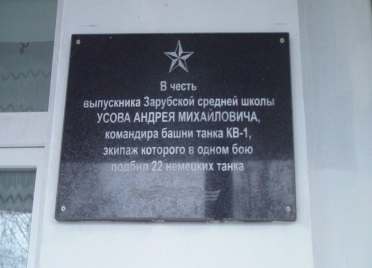 В честь
выпускника Зарубской средней школы
УСОВА АНДРЕЯ МИХАЙЛОВИЧА,
командира башни танка КВ-1,
экипаж которого в одном бою
подбил 22 немецких танка